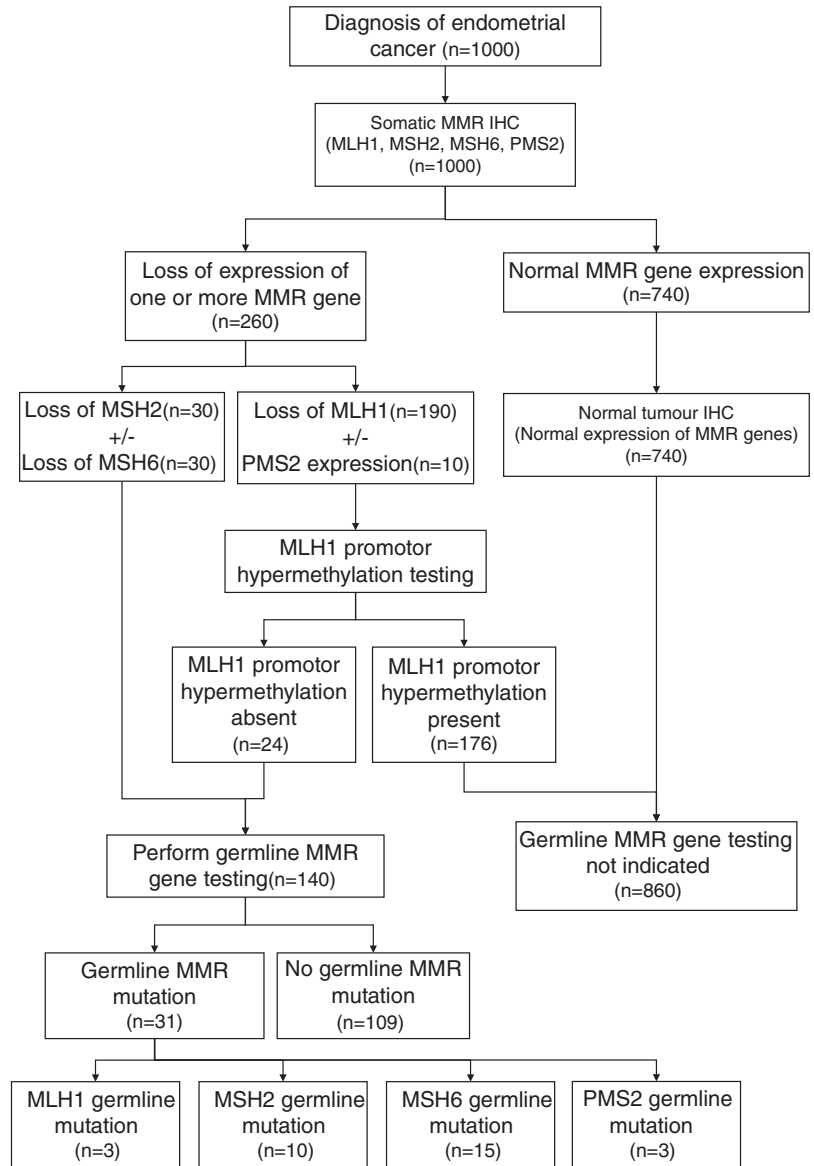 Diagnosis of endometrial
cancer (n=1000)
Somatic MMR IHC
(MLH1, MSH2, MSH6, PMS2)
(n=1000)
Loss of expression of
one or more MMR gene
(n=260)
Normal MMR gene expression
(n=740)
Loss of MSH2(n=30)
+/-
Loss of MSH6(n=30)
Loss of MLH1(n=190)
+/-
PMS2 expression(n=10)
Normal tumour IHC
(Normal expression of MMR genes)
(n=740)
MLH1 promotor
hypermethylation testing
MLH1 promotor
hypermethylation
absent
(n=24)
MLH1 promotor
hypermethylation
present
(n=176)
Perform germline MMR
gene testing(n=140)
Germline MMR gene testing
not indicated
(n=860)
Germline MMR
mutation
(n=31)
No germline MMR
mutation
(n=109)
MLH1 germline
mutation
(n=3)
MSH2 germline
mutation
(n=10)
MSH6 germline
mutation
(n=15)
PMS2 germline
mutation
(n=3)